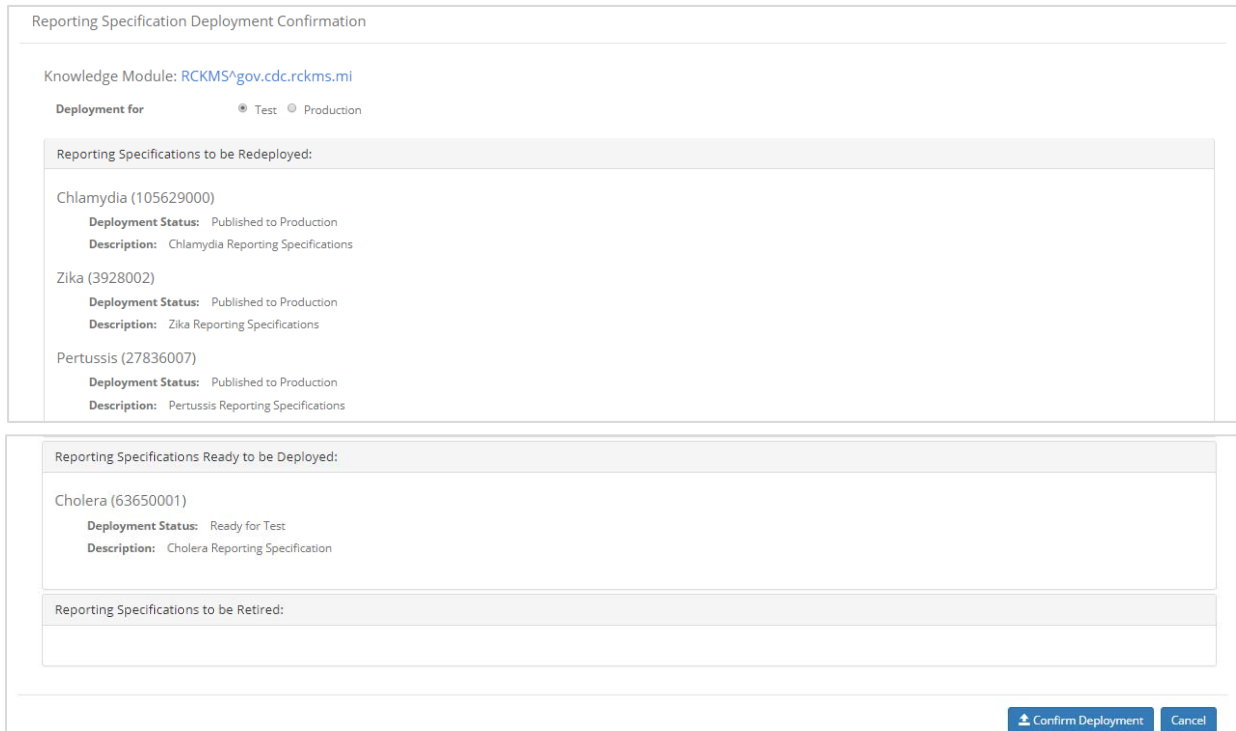 Reporting Specification Deployment Confirmation
Knowledge Module: RCKMS^gov.cdc.rckms.mi
Deployment for Test Production
Reporting Specifications to be Redeployed:
Chlamydia (105629000)
Deployment Status: Published to Production
Description: Chlamydia Reporting Specifications
Zika (3928002)
Deployment Status: Published to Production
Description: Zika Reporting Specifications
Pertussis (27836007)
Deployment Status: Published to Production
Description: Pertussis Reporting Specifications
Reporting Specifications Ready to be Deployed:
Cholera (63650001)
Deployment Status: Ready for Test
Description: Cholera Reporting Specification
Reporting Specifications to be Retired:
Confirm Deployment Cancel